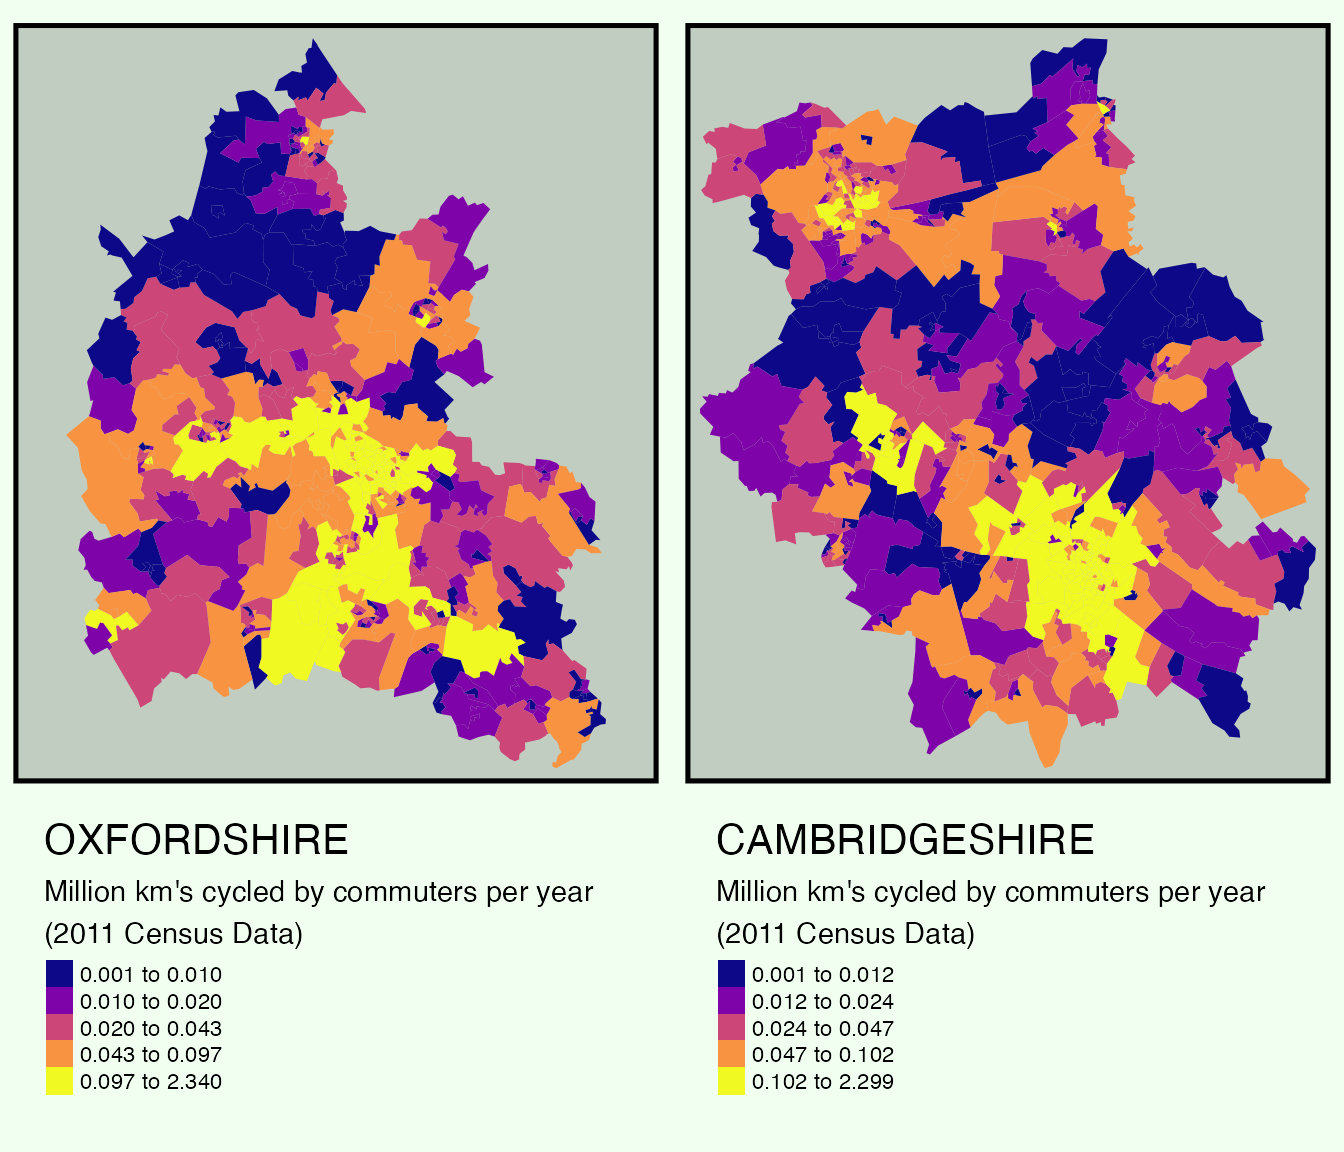 OXFORDSHIRE
Million km's cycled by commuters per year
(2011 Census Data)
0.001 to 0.010
0.010 to 0.020
0.020 to 0.043
0.043 to 0.097
0.097 to 2.340
CAMBRIDGESHIRE
Million km's cycled by commuters per year
(2011 Census Data)
0.001 to 0.012
0.012 to 0.024
0.024 to 0.047
0.047 to 0.102
0.102 to 2.299